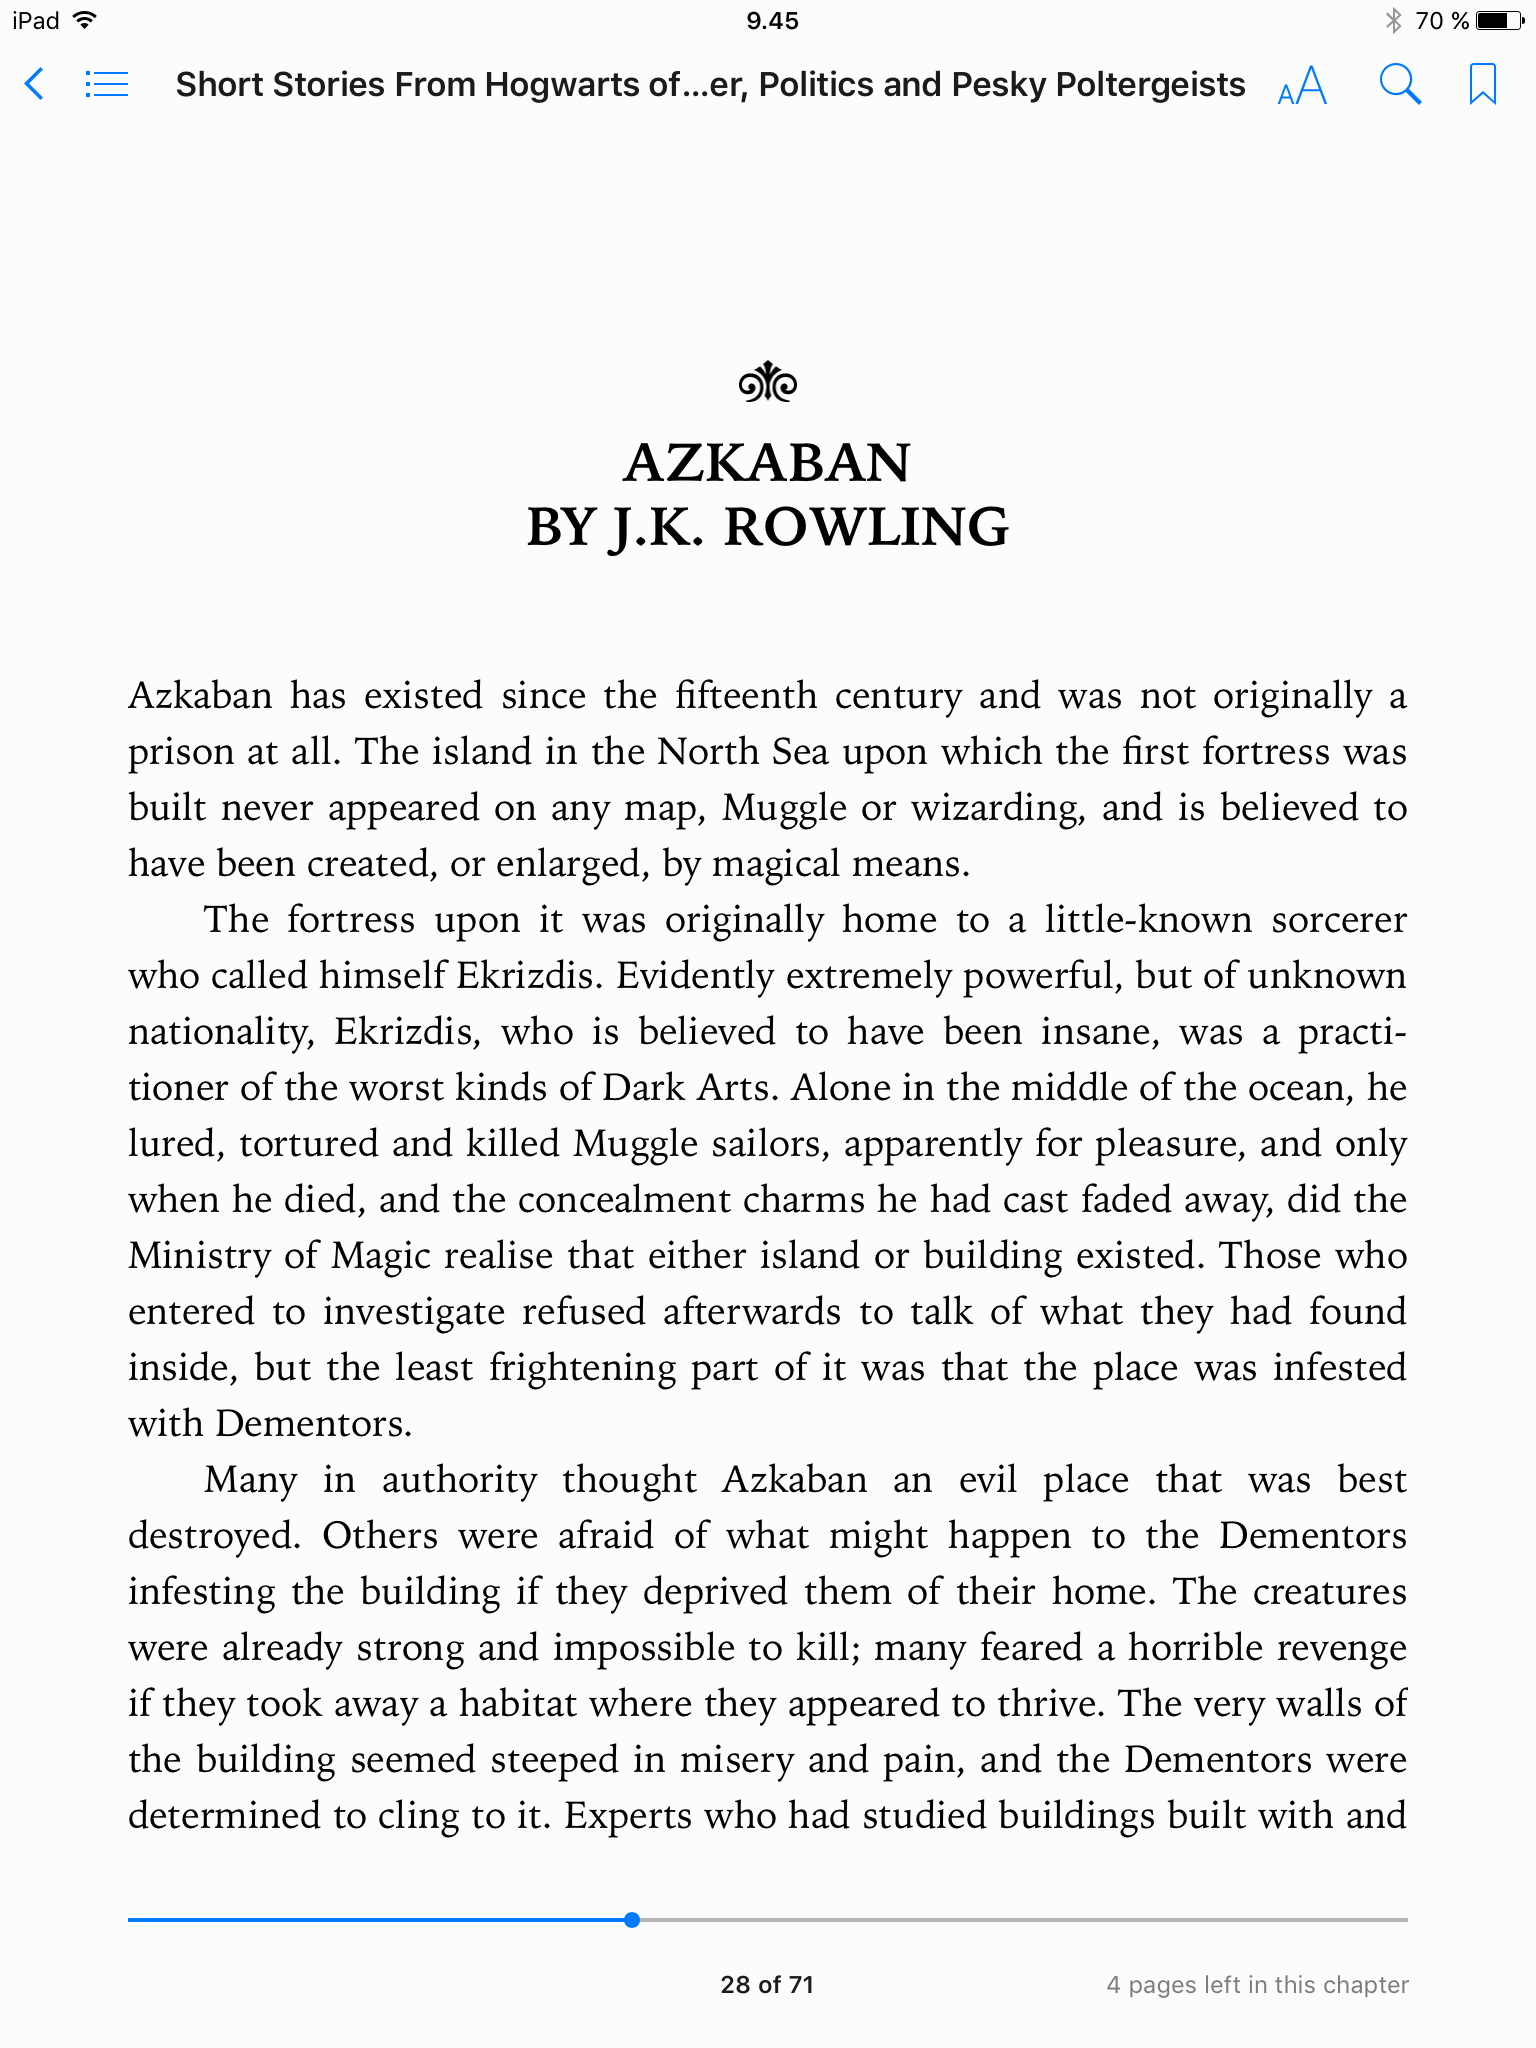 iPad
9.45
70 %
Short Stories From Hogwarts of...er, Politics and Pesky Poltergeists
AA
AZKABAN
BY J.K. ROWLING
Azkaban has existed since the fifteenth century and was not originally a
prison at all. The island in the North Sea upon which the first fortress was
built never appeared on any map, Muggle or wizarding, and is believed to
have been created, or enlarged, by magical means.
The fortress upon it was originally home to a little-known sorcerer
who called himself Ekrizdis. Evidently extremely powerful, but of unknown
nationality, Ekrizdis, who is believed to have been insane, was a practi-
tioner of the worst kinds of Dark Arts. Alone in the middle of the ocean, he
lured, tortured and killed Muggle sailors, apparently for pleasure, and only
when he died, and the concealment charms he had cast faded away, did the
Ministry of Magic realise that either island or building existed. Those who
entered to investigate refused afterwards to talk of what they had found
inside, but the least frightening part of it was that the place was infested
with Dementors.
Many in authority thought Azkaban an evil place that was best
destroyed. Others were afraid of what might happen to the Dementors
infesting the building if they deprived them of their home. The creatures
were already strong and impossible to kill; many feared a horrible revenge
if they took away a habitat where they appeared to thrive. The very walls of
the building seemed steeped in misery and pain, and the Dementors were
determined to cling to it. Experts who had studied buildings built with and
28 of 71
4 pages left in this chapter